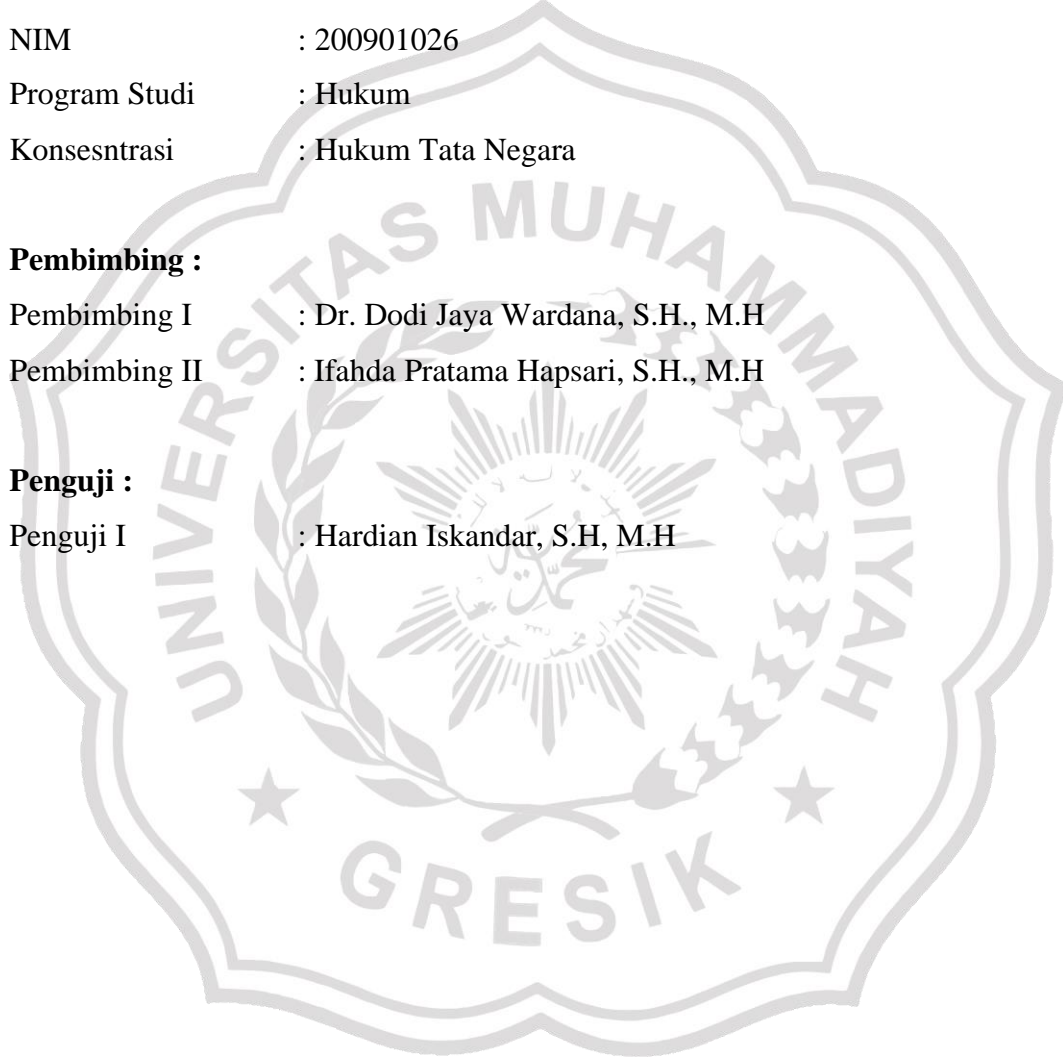 NIM : 200901026
Program Studi : Hukum
Konsesntrasi : Hukum Tata Negara
Pembimbing :
Pembimbing I : Dr. Dodi Jaya Wardana, S.H., M.H
Pembimbing II : Ifahda Pratama Hapsari, S.H., M.H
Penguji :
Penguji I : Hardian Iskandar, S.H, M.H
UNIVERSITAS MUHAMMADIYAH
GRESIK